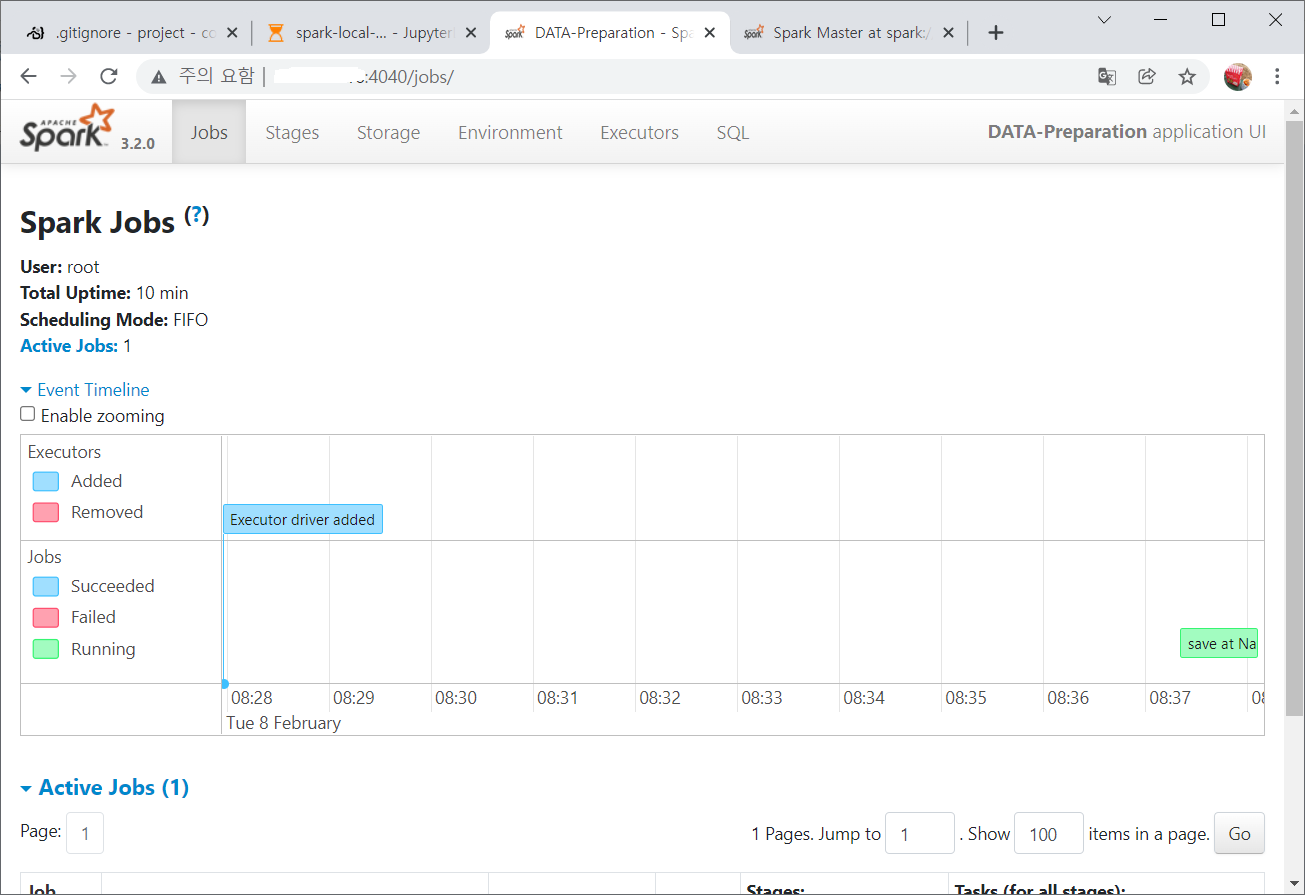 .gitignore - project - co
spark-local-... - Jupyter
DATA-Preparation - Spa
Spark Master at spark:/
주의 요함
:4040/jobs/
APACHE
Spark 3.2.0
Jobs
Stages
Storage
Environment
Executors
SQL
DATA-Preparation application UI
Spark Jobs (?)
User: root
Total Uptime: 10 min
Scheduling Mode: FIFO
Active Jobs: 1
Event Timeline
Enable zooming
Executors
Added
Removed
Executor driver added
Jobs
Succeeded
Failed
Running
save at Na
08:28 08:29 08:30 08:31 08:32 08:33 08:34 08:35 08:36 08:37
Tue 8 February
Active Jobs (1)
Page: 1
1 Pages. Jump to 1 . Show 100 items in a page. Go
Job
Stages:
Tasks (for all stages):